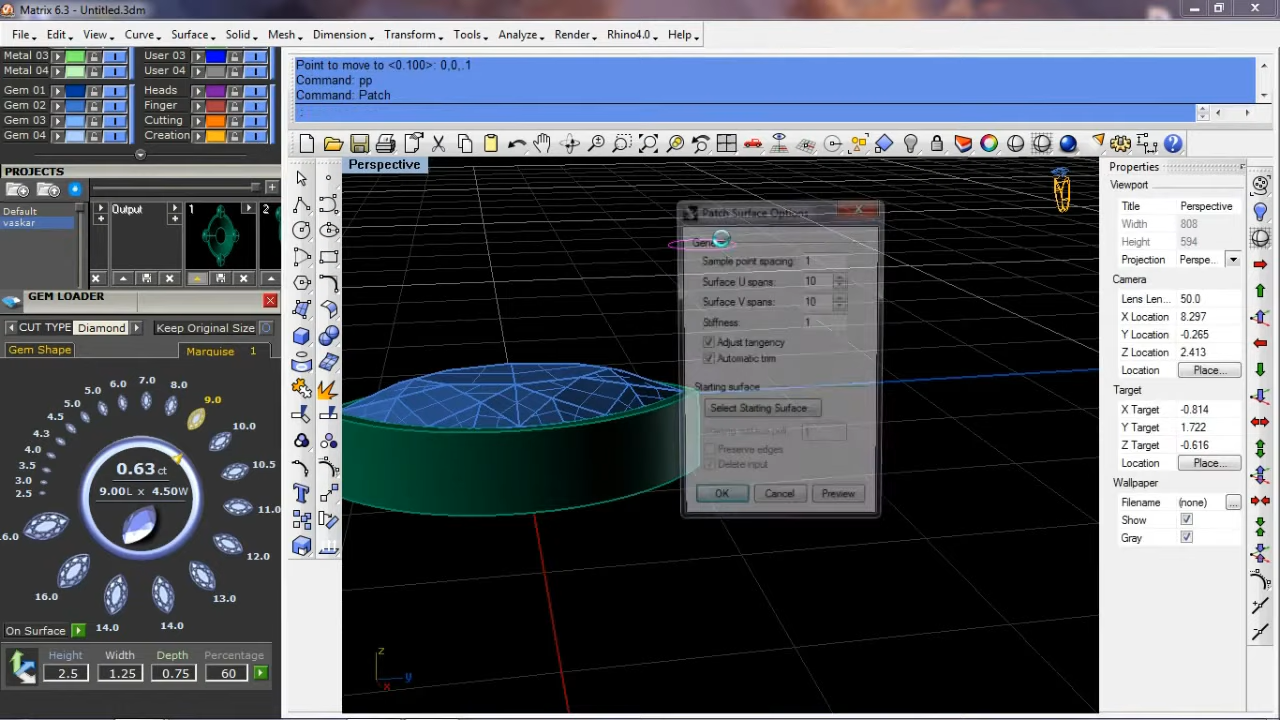 Matrix 6.3 - Untitled.3dm
File Edit View Curve Surface Solid Mesh Dimension Transform Tools Analyze Render Rhino4.0 Help
Metal 03 User 03
Metal 04 User 04
Gem 01 Heads
Gem 02 Finger
Gem 03 Cutting
Gem 04 Creation
Point to move to <0.100>: 0,0,.1
Command: pp
Command: Patch
PROJECTS
Default
vaskar
Output 1 2
GEM LOADER
TYPE Diamond Keep Original Size
Gem Shape Marquise 1
7.0
6.0 8.0
5.0
5.0 9.0
4.5 10.0
4.3
3.5 10.5
3.0
2.5
0.63 ct
9.00L x 4.50W
11.0
16.0
12.0
16.0 13.0
14.0 14.0
On Surface
Height Width Depth Percentage
2.5 1.25 0.75 60
Perspective
z
x y
Patch Surface Options
Sample point spacing: 1
Surface U spans: 10
Surface V spans: 10
Stiffness 1
Adjust tangency
Automatic trim
Starting surface
Select Starting Surface...
Preserve edges
Delete input
OK Cancel Preview
Properties
Viewport
Title Perspective
Width 808
Height 594
Projection Perspe...
Camera
Lens Len... 50.0
X Location 8.297
Y Location -0.265
Z Location 2.413
Location Place...
Target
X Target -0.814
Y Target 1.722
Z Target -0.616
Location Place...
Wallpaper
Filename (none) ...
Show
Gray